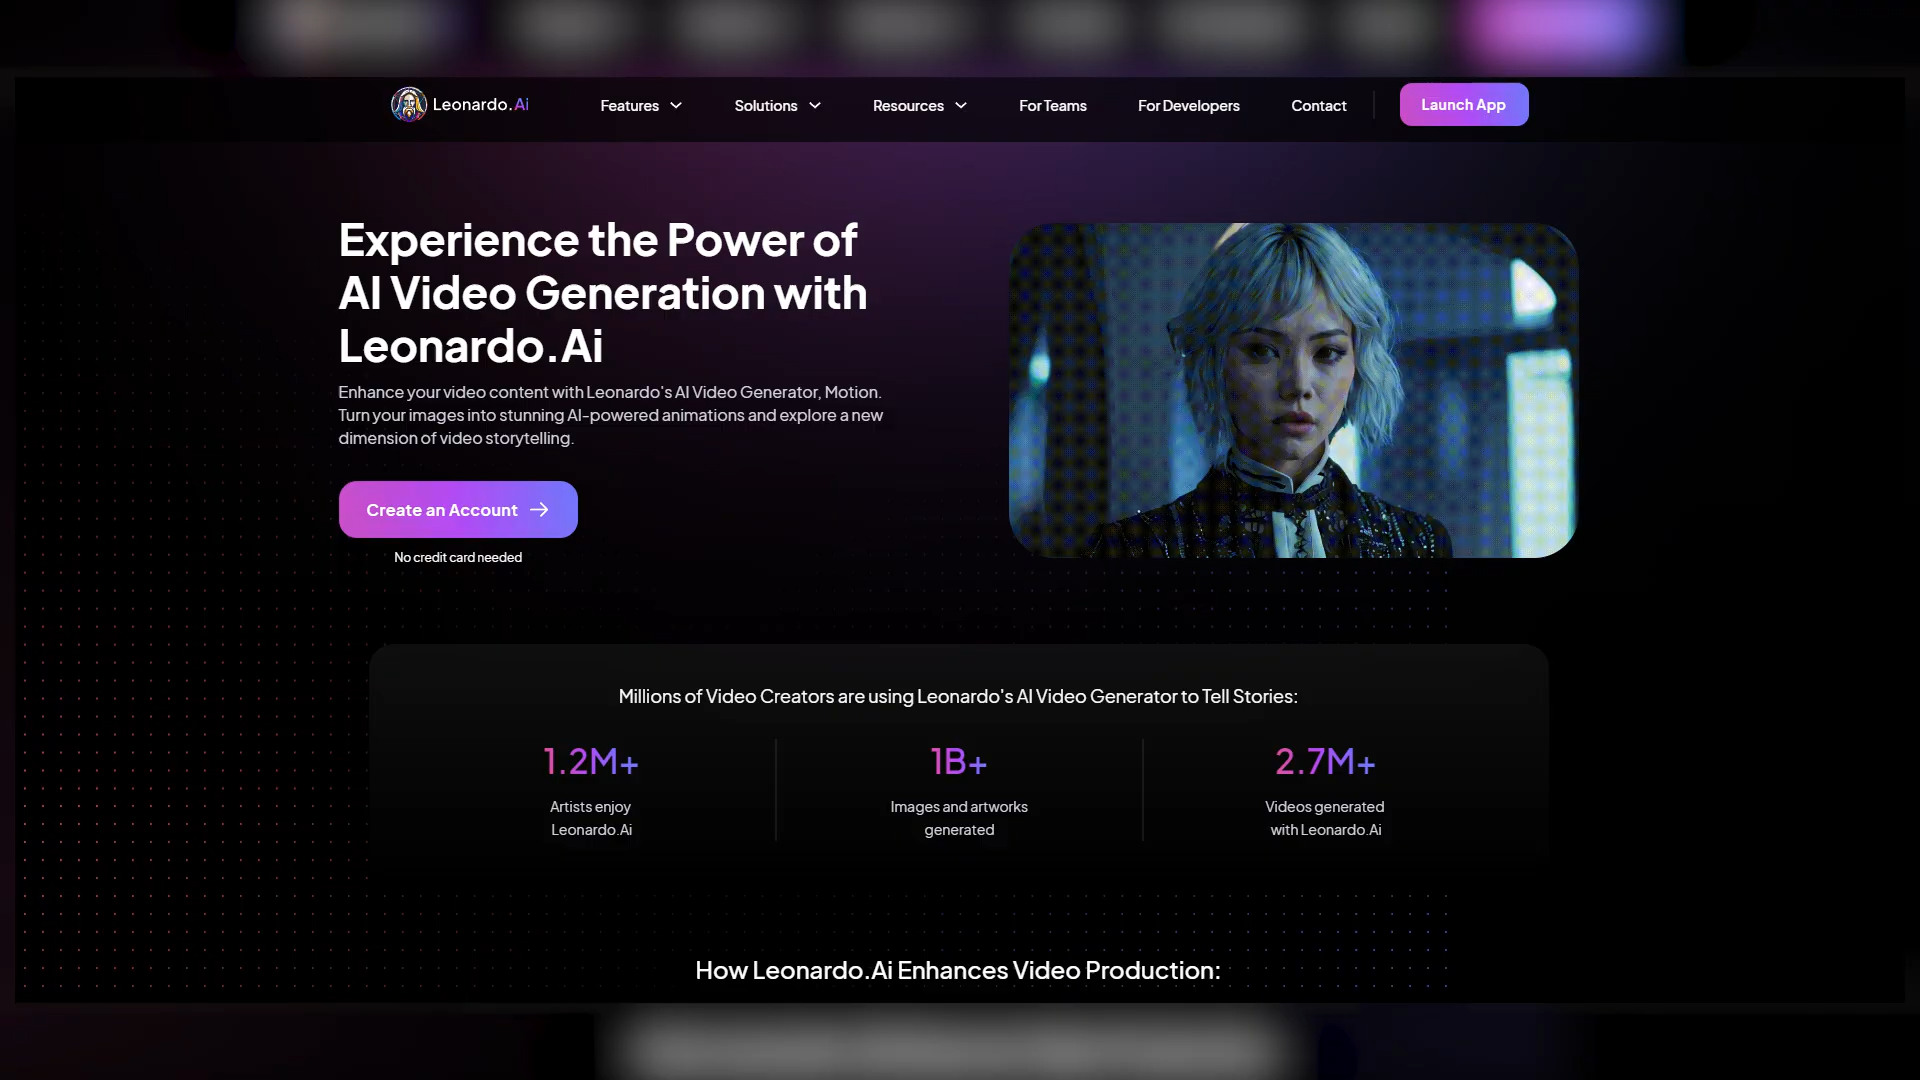 Leonardo.Ai
Features
Solutions
Resources
For Teams
For Developers
Contact
Launch App
Experience the Power of
AI Video Generation with
Leonardo.Ai
Enhance your video content with Leonardo's AI Video Generator, Motion.
Turn your images into stunning AI-powered animations and explore a new
dimension of video storytelling.
Create an Account
No credit card needed
Millions of Video Creators are using Leonardo's AI Video Generator to Tell Stories:
1.2M+
Artists enjoy
Leonardo.Ai
1B+
Images and artworks
generated
2.7M+
Videos generated
with Leonardo.Ai
How Leonardo.Ai Enhances Video Production: